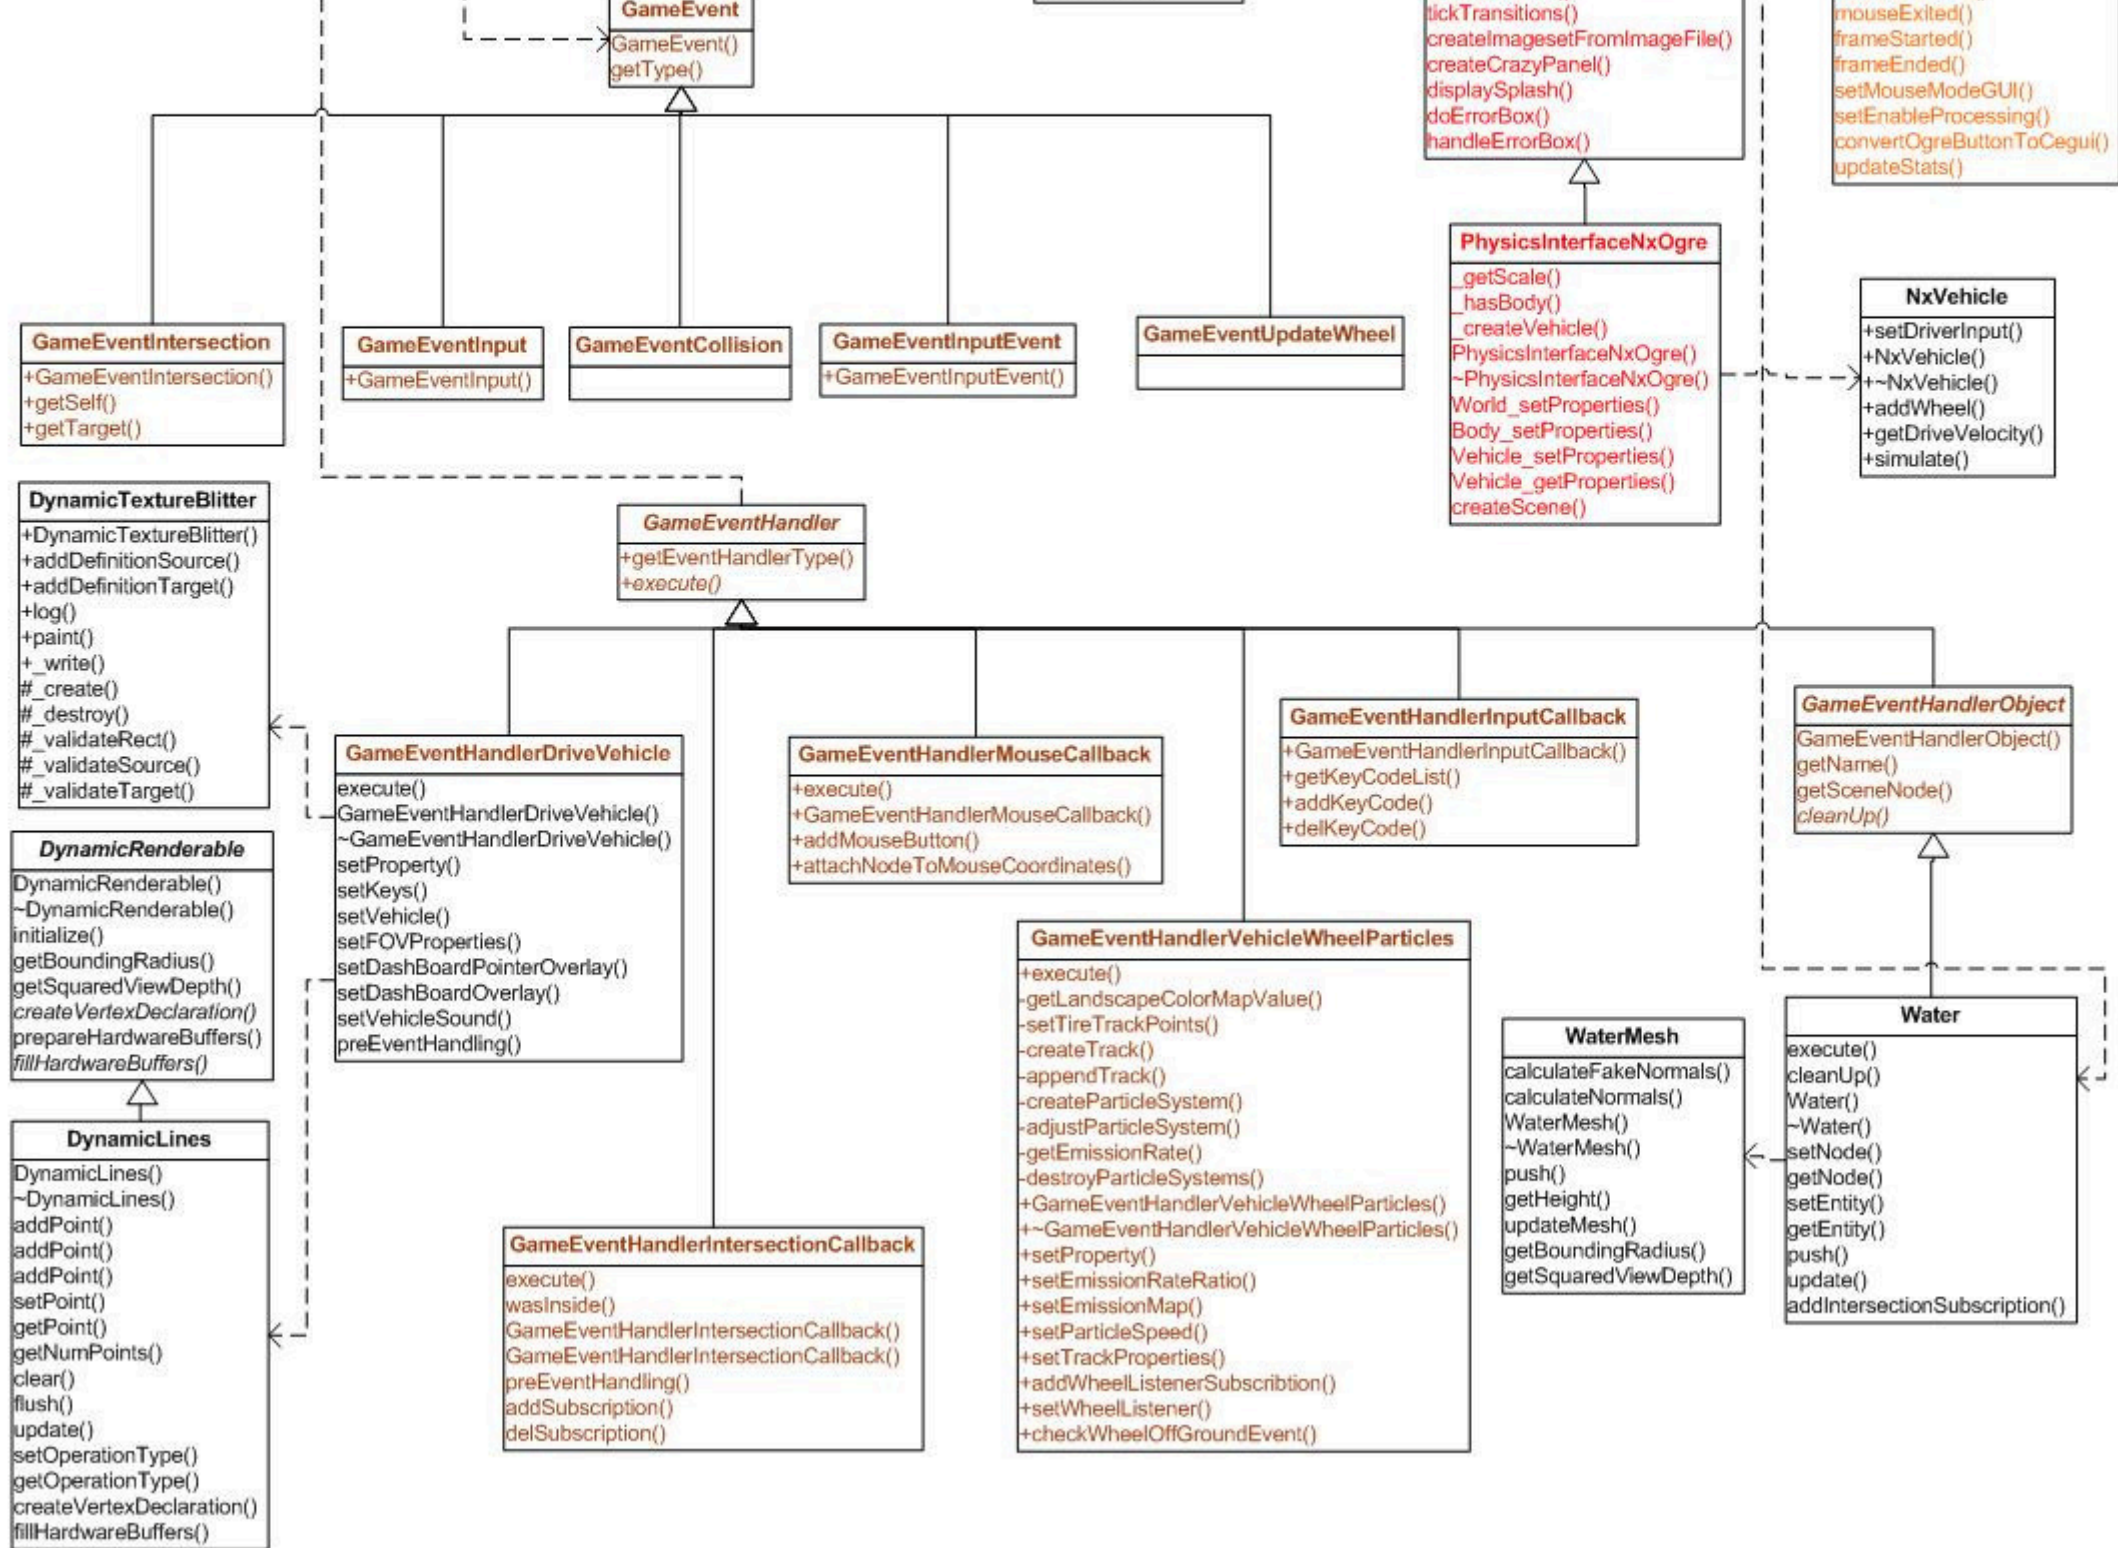 GameEvent
GameEvent()
getType()
tickTransitions()
createImagesetFromImageFile()
createCrazyPanel()
displaySplash()
doErrorBox()
handleErrorBox()
mouseExited()
frameStarted()
frameEnded()
setMouseModeGUI()
setEnableProcessing()
convertOgreButtonToCegui()
updateStats()
PhysicsInterfaceNxOgre
_getScale()
_hasBody()
_createVehicle()
PhysicsInterfaceNxOgre()
~PhysicsInterfaceNxOgre()
World_setProperties()
Body_setProperties()
Vehicle_setProperties()
Vehicle_getProperties()
createScene()
NxVehicle
+setDriverInput()
+NxVehicle()
+~NxVehicle()
+addWheel()
+getDriveVelocity()
+simulate()
GameEventIntersection
+GameEventIntersection()
+getSelf()
+getTarget()
GameEventInput
+GameEventInput()
GameEventCollision
GameEventInputEvent
+GameEventInputEvent()
GameEventUpdateWheel
DynamicTextureBlitter
+DynamicTextureBlitter()
+addDefinitionSource()
+addDefinitionTarget()
+log()
+paint()
+_write()
#_create()
#_destroy()
#_validateRect()
#_validateSource()
#_validateTarget()
GameEventHandler
+getEventHandlerType()
+execute()
GameEventHandlerDriveVehicle
execute()
GameEventHandlerDriveVehicle()
~GameEventHandlerDriveVehicle()
setProperty()
setKeys()
setVehicle()
setFOVProperties()
setDashBoardPointerOverlay()
setDashBoardOverlay()
setVehicleSound()
preEventHandling()
GameEventHandlerMouseCallback
+execute()
+GameEventHandlerMouseCallback()
+addMouseButton()
+attachNodeToMouseCoordinates()
GameEventHandlerInputCallback
+GameEventHandlerInputCallback()
+getKeyCodeList()
+addKeyCode()
+delKeyCode()
GameEventHandlerObject
GameEventHandlerObject()
getName()
getSceneNode()
cleanUp()
DynamicRenderable
DynamicRenderable()
~DynamicRenderable()
initialize()
getBoundingRadius()
getSquaredViewDepth()
createVertexDeclaration()
prepareHardwareBuffers()
fillHardwareBuffers()
DynamicLines
DynamicLines()
~DynamicLines()
addPoint()
addPoint()
addPoint()
setPoint()
getPoint()
getNumPoints()
clear()
flush()
update()
setOperationType()
getOperationType()
createVertexDeclaration()
fillHardwareBuffers()
GameEventHandlerIntersectionCallback
execute()
wasInside()
GameEventHandlerIntersectionCallback()
GameEventHandlerIntersectionCallback()
preEventHandling()
addSubscription()
delSubscription()
GameEventHandlerVehicleWheelParticles
+execute()
-getLandscapeColorMapValue()
-setTireTrackPoints()
-createTrack()
-appendTrack()
-createParticleSystem()
-adjustParticleSystem()
-getEmissionRate()
-destroyParticleSystems()
+GameEventHandlerVehicleWheelParticles()
+~GameEventHandlerVehicleWheelParticles()
+setProperty()
+setEmissionRateRatio()
+setEmissionMap()
+setParticleSpeed()
+setTrackProperties()
+addWheelListenerSubscribtion()
+setWheelListener()
+checkWheelOffGroundEvent()
WaterMesh
calculateFakeNormals()
calculateNormals()
WaterMesh()
~WaterMesh()
push()
getHeight()
updateMesh()
getBoundingRadius()
getSquaredViewDepth()
Water
execute()
cleanUp()
Water()
~Water()
setNode()
getNode()
setEntity()
getEntity()
push()
update()
addIntersectionSubscription()